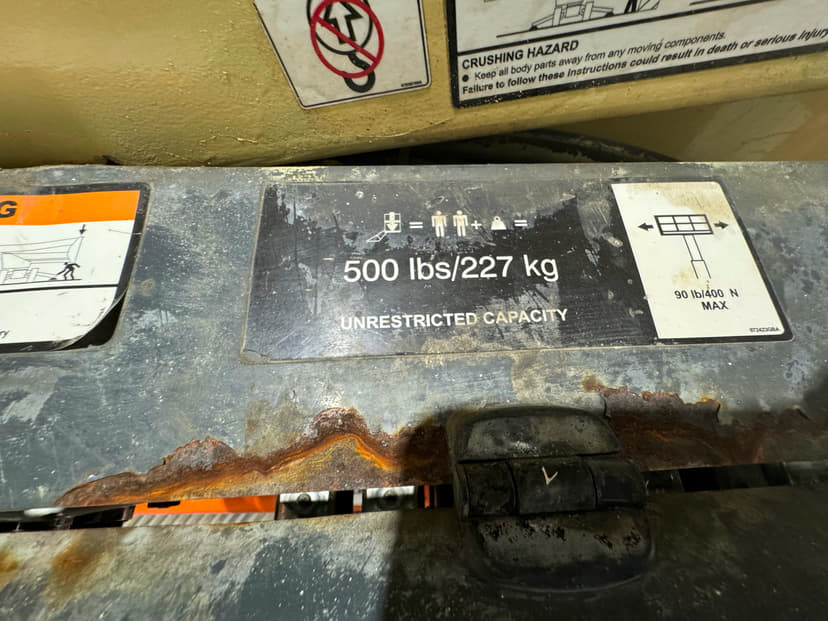 CRUSHING HAZARD
● Keep all body parts away from any moving components.
Failure to follow these instructions could result in death or serious injury
G
= + =
500 lbs/227 kg
UNRESTRICTED CAPACITY
90 lb/400 N
MAX